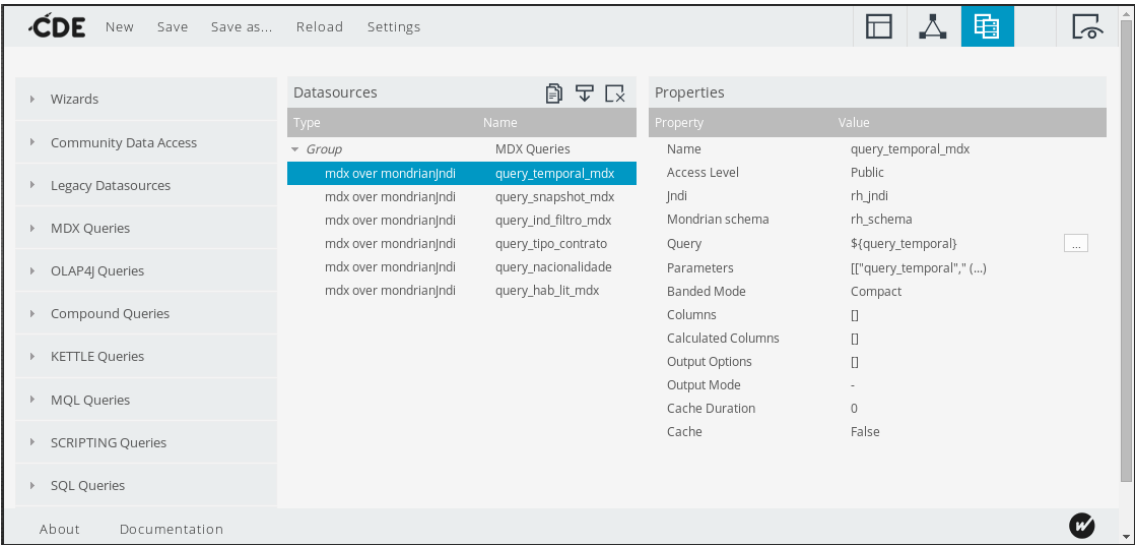 CDE New Save Save as... Reload Settings
Wizards
Community Data Access
Legacy Datasources
MDX Queries
OLAP4J Queries
Compound Queries
KETTLE Queries
MQL Queries
SCRIPTING Queries
SQL Queries
Datasources
Type Name
Group MDX Queries
mdx over mondrianJndi query_temporal_mdx
mdx over mondrianJndi query_snapshot_mdx
mdx over mondrianJndi query_ind_filtro_mdx
mdx over mondrianJndi query_tipo_contrato
mdx over mondrianJndi query_nacionalidade
mdx over mondrianJndi query_hab_lit_mdx
Properties
Property Value
Name query_temporal_mdx
Access Level Public
Jndi rh_jndi
Mondrian schema rh_schema
Query ${query_temporal} ...
Parameters [["query_temporal"," (...)
Banded Mode Compact
Columns []
Calculated Columns []
Output Options []
Output Mode -
Cache Duration 0
Cache False
About Documentation